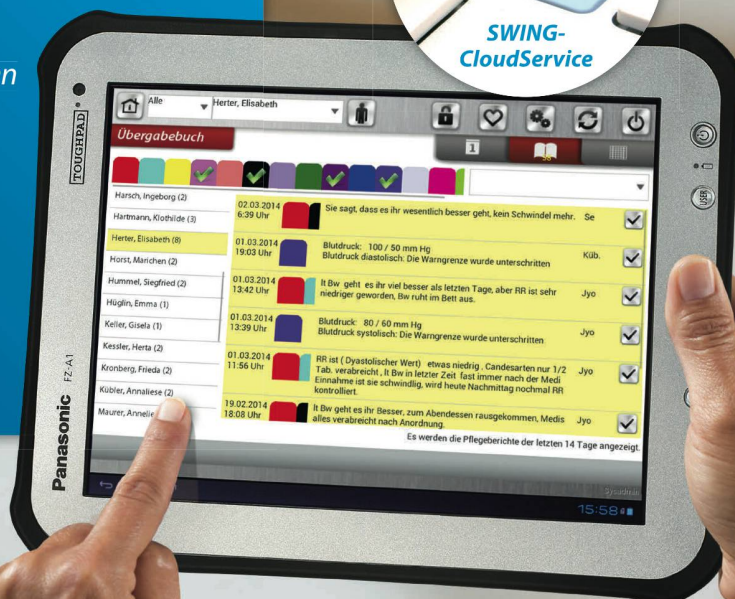 n
SWING-
CloudService
TOUGHPAD
Panasonic FZ-A1
USER
Alle
Herter, Elisabeth
Übergabebuch
1
Harsch, Ingeborg (2)
Hartmann, Klothilde (3)
Herter, Elisabeth (8)
Horst, Marichen (2)
Hummel, Siegfried (2)
Hüglin, Emma (1)
Keller, Gisela (1)
Kessler, Herta (2)
Kronberg, Frieda (2)
Kübler, Annaliese (2)
Maurer, Annelie
02.03.2014
6:39 Uhr
Sie sagt, dass es ihr wesentlich besser geht, kein Schwindel mehr. Se
01.03.2014
19:03 Uhr
Blutdruck: 100 / 50 mm Hg
Blutdruck diastolisch: Die Warngrenze wurde unterschritten
Küb.
01.03.2014
13:42 Uhr
lt Bw geht es ihr viel besser als letzten Tage, aber RR ist sehr
niedriger geworden, Bw ruht im Bett aus.
Jyo
01.03.2014
13:39 Uhr
Blutdruck: 80 / 60 mm Hg
Blutdruck systolisch: Die Warngrenze wurde unterschritten
Jyo
01.03.2014
11:56 Uhr
RR ist ( Dyastolischer Wert) etwas niedrig , Candesarten nur 1/2
Tab. verabreicht , lt Bw in letzter Zeit fast immer nach der Medi
Einnahme ist sie schwindlig, wird heute Nachmittag nochmal RR
kontrolliert.
Jyo
19.02.2014
18:08 Uhr
lt Bw geht es ihr Besser, zum Abendessen rausgekommen, Medis
alles verabreicht nach Anordnung.
Jyo
Es werden die Pflegeberichte der letzten 14 Tage angezeigt.
15:58